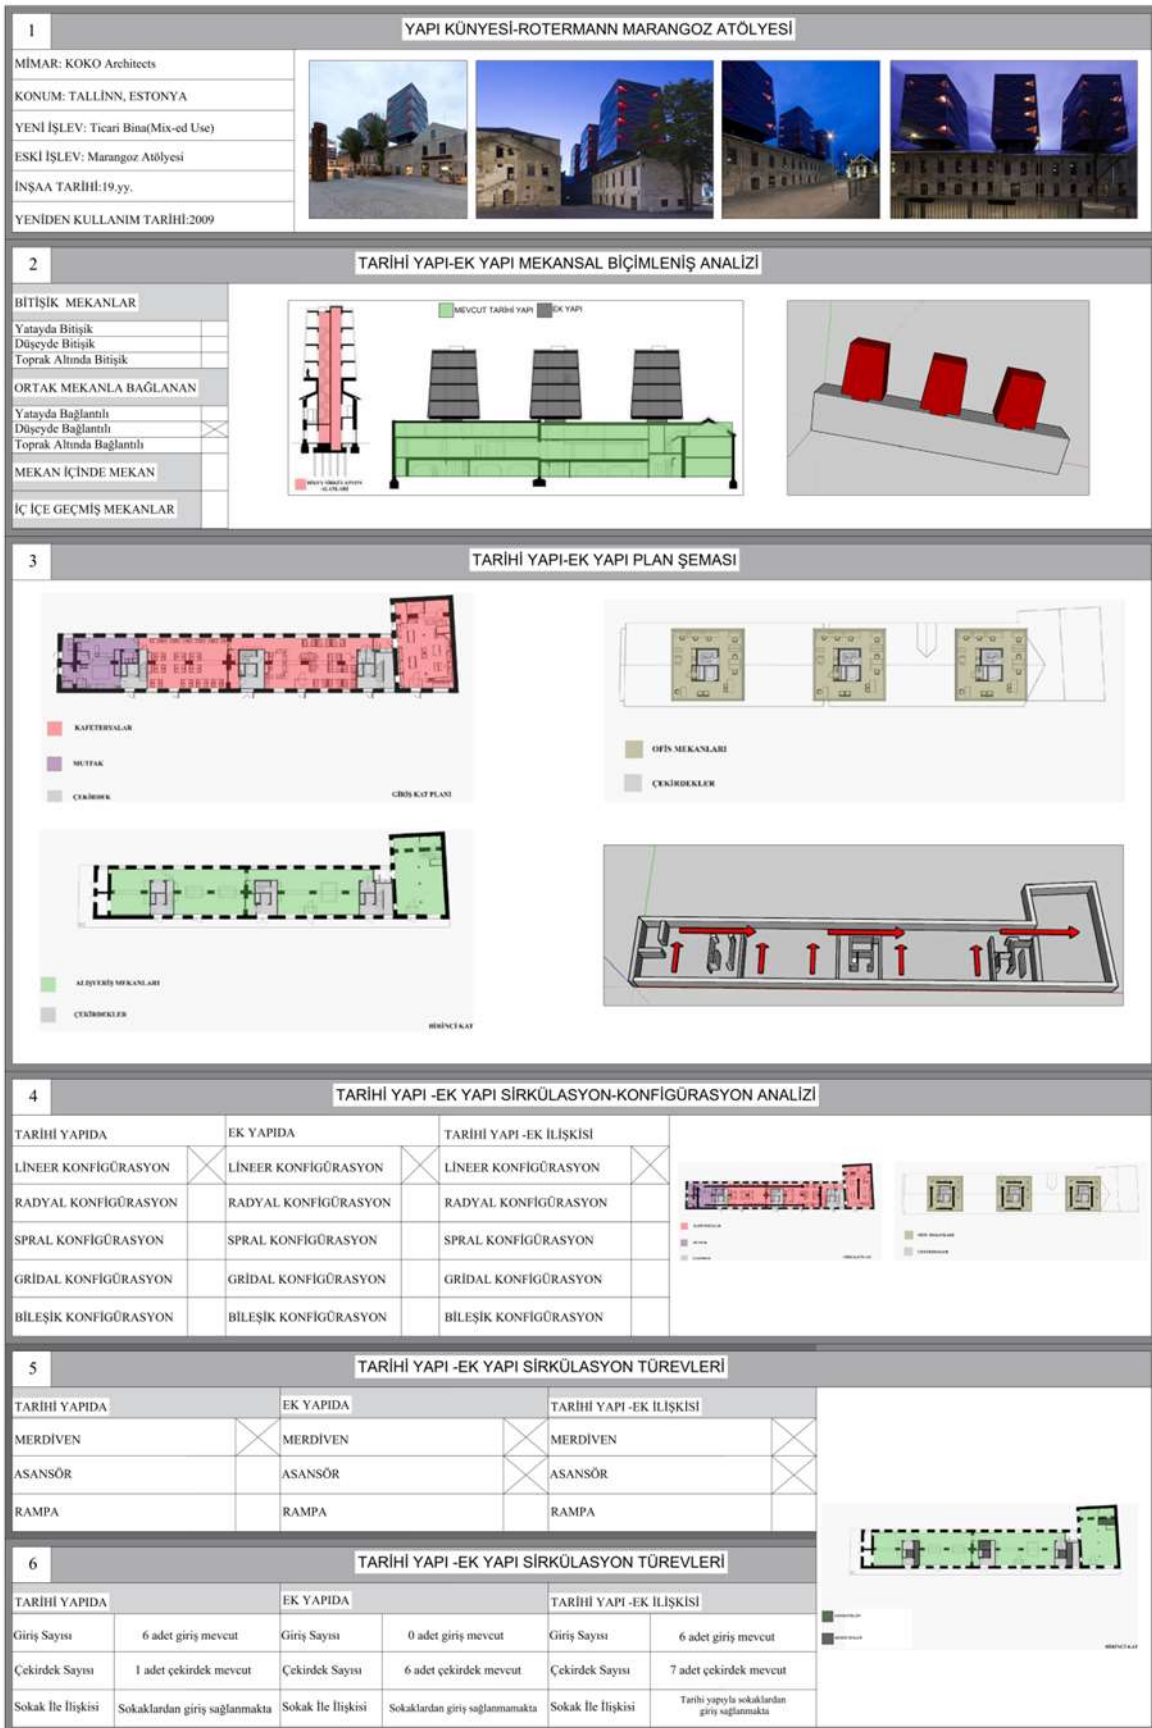 1
YAPI KÜNYESİ-ROTERMANN MARANGOZ ATÖLYESİ
MİMAR: KOKO Architects
KONUM: TALLİNN, ESTONYA
YENİ İŞLEV: Ticari Bina(Mix-ed Use)
ESKİ İŞLEV: Marangoz Atölyesi
İNŞAA TARİHİ:19.yy.
YENİDEN KULLANIM TARİHİ:2009
2
TARİHİ YAPI-EK YAPI MEKANSAL BİÇİMLENİŞ ANALİZİ
BİTİŞİK MEKANLAR
Yatayda Bitişik
Düşeyde Bitişik
Toprak Altında Bitişik
ORTAK MEKANLA BAĞLANAN
Yatayda Bağlantılı
Düşeyde Bağlantılı
Toprak Altında Bağlantılı
MEKAN İÇİNDE MEKAN
İÇ İÇE GEÇMİŞ MEKANLAR
MEVCUT TARİHİ YAPI
EK YAPI
ALANLARI
3
TARİHİ YAPI-EK YAPI PLAN ŞEMASI
KAFETERYALAR
MUTFAK
ÇEKİRDEK
GİRİŞ KAT PLANI
OFİS MEKANLARI
ÇEKİRDEKLER
ALIŞVERİŞ MEKANLARI
ÇEKİRDEKLER
BİRİNCİ KAT
4
TARİHİ YAPI -EK YAPI SİRKÜLASYON-KONFİGÜRASYON ANALİZİ
TARİHİ YAPIDA EK YAPIDA TARİHİ YAPI -EK İLİŞKİSİ
LİNEER KONFİGÜRASYON LİNEER KONFİGÜRASYON LİNEER KONFİGÜRASYON
RADYAL KONFİGÜRASYON RADYAL KONFİGÜRASYON RADYAL KONFİGÜRASYON
SPRAL KONFİGÜRASYON SPRAL KONFİGÜRASYON SPRAL KONFİGÜRASYON
GRİDAL KONFİGÜRASYON GRİDAL KONFİGÜRASYON GRİDAL KONFİGÜRASYON
BİLEŞİK KONFİGÜRASYON BİLEŞİK KONFİGÜRASYON BİLEŞİK KONFİGÜRASYON
5
TARİHİ YAPI -EK YAPI SİRKÜLASYON TÜREVLERİ
TARİHİ YAPIDA EK YAPIDA TARİHİ YAPI -EK İLİŞKİSİ
MERDİVEN MERDİVEN MERDİVEN
ASANSÖR ASANSÖR ASANSÖR
RAMPA RAMPA RAMPA
6
TARİHİ YAPI -EK YAPI SİRKÜLASYON TÜREVLERİ
TARİHİ YAPIDA EK YAPIDA TARİHİ YAPI -EK İLİŞKİSİ
Giriş Sayısı 6 adet giriş mevcut Giriş Sayısı 0 adet giriş mevcut Giriş Sayısı 6 adet giriş mevcut
Çekirdek Sayısı 1 adet çekirdek mevcut Çekirdek Sayısı 6 adet çekirdek mevcut Çekirdek Sayısı 7 adet çekirdek mevcut
Sokak İle İlişkisi Sokaklardan giriş sağlanmakta Sokak İle İlişkisi Sokaklardan giriş sağlanmamakta Sokak İle İlişkisi Tarihi yapıyla sokaklardan
giriş sağlanmakta
BİRİNCİ KAT